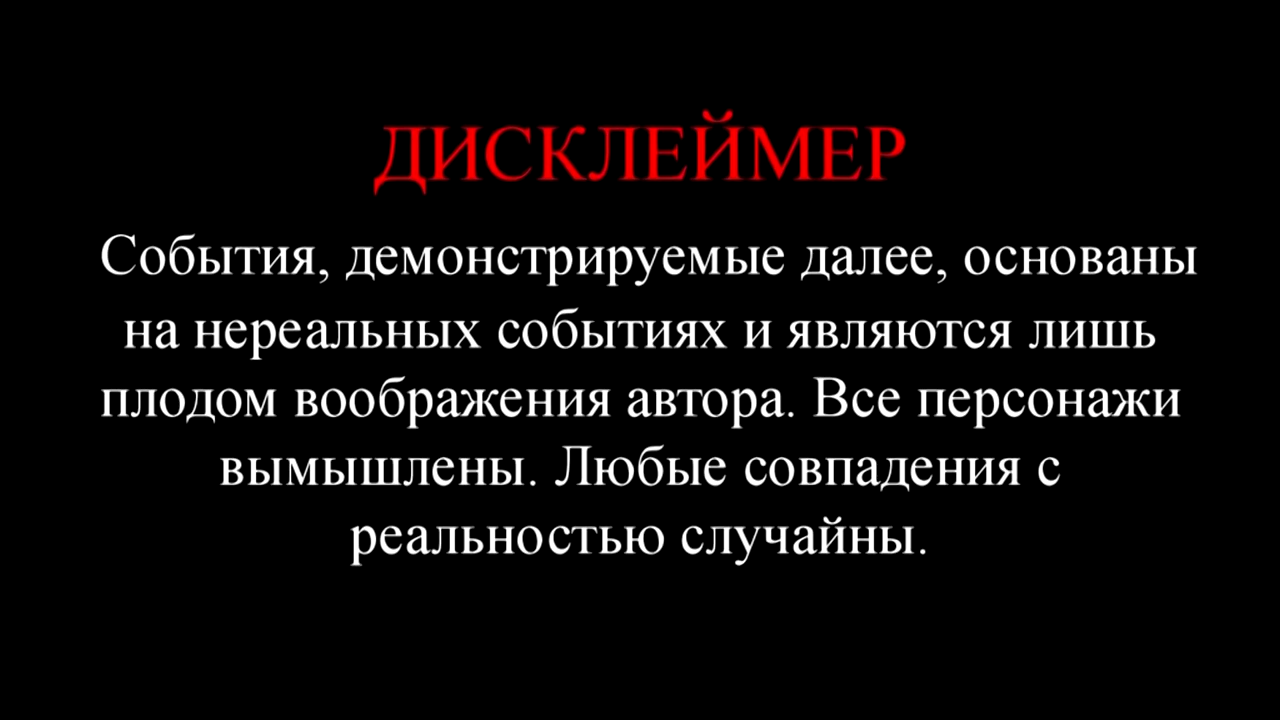 ДИСКЛЕЙМЕР
События, демонстрируемые далее, основаны
на нереальных событиях и являются лишь
плодом воображения автора. Все персонажи
вымышлены. Любые совпадения с
реальностью случайны.